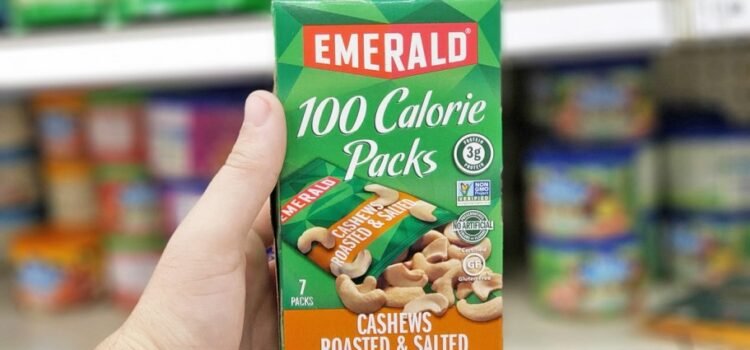 EMERALD®
100 Calorie
Packs
PROTEIN
3g
NON
GMO
Project
VERIFIED
NO ARTIFICIAL
EMERALD
CASHEWS
ROASTED & SALTED
Certified
GF
Gluten-Free
7
PACKS
CASHEWS
ROASTED & SALTED